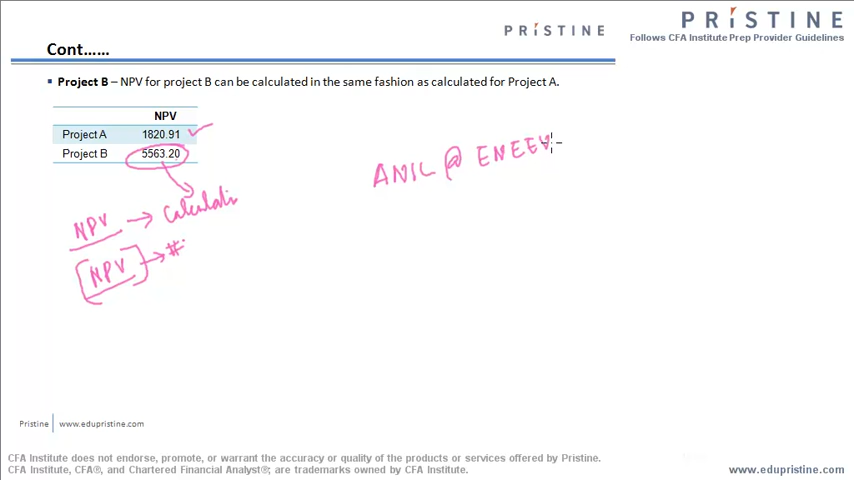 PRiSTINE
PRiSTINE
Follows CFA Institute Prep Provider Guidelines
Cont……
▪ Project B – NPV for project B can be calculated in the same fashion as calculated for Project A.
NPV
Project A 1820.91
Project B 5563.20
ANIL @ ENEEV
NPV → Calculati
[NPV] → #
Pristine www.edupristine.com
CFA Institute does not endorse, promote, or warrant the accuracy or quality of the products or services offered by Pristine.
CFA Institute, CFA®, and Chartered Financial Analyst®; are trademarks owned by CFA Institute.
www.edupristine.com